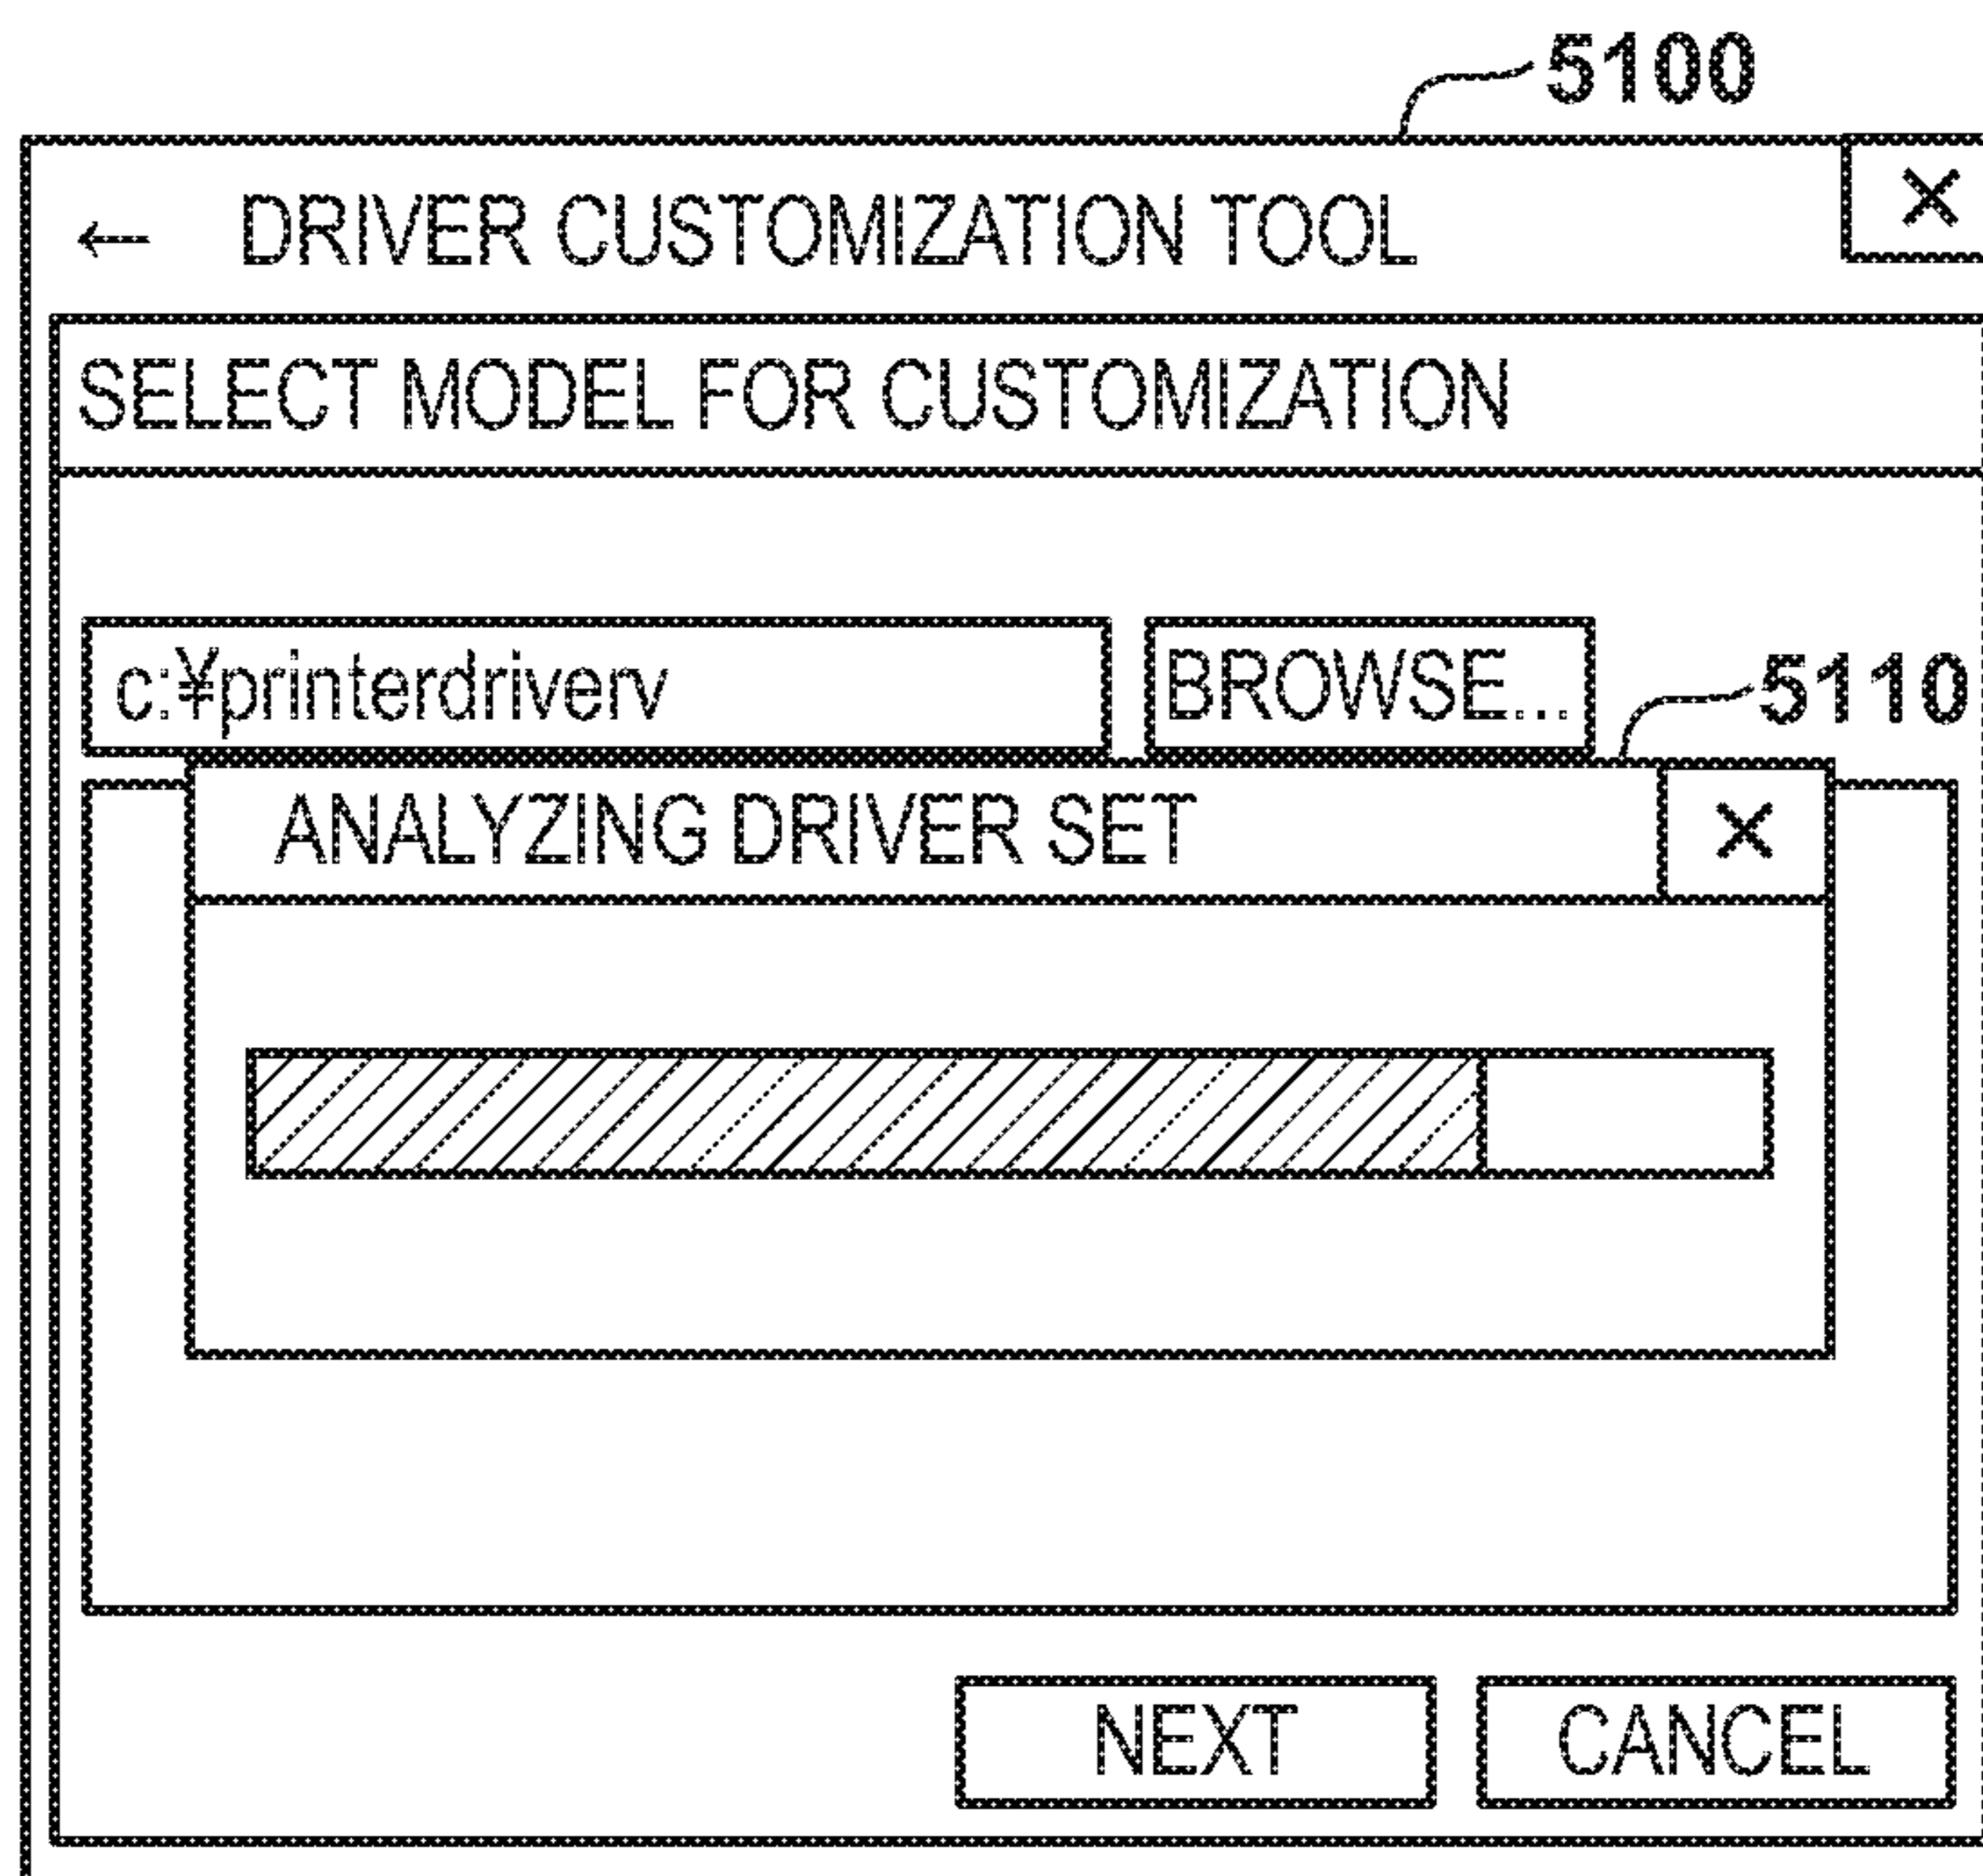 5100
← DRIVER CUSTOMIZATION TOOL ×
SELECT MODEL FOR CUSTOMIZATION
c:¥printerdriverv BROWSE...
5110
ANALYZING DRIVER SET ×
NEXT CANCEL